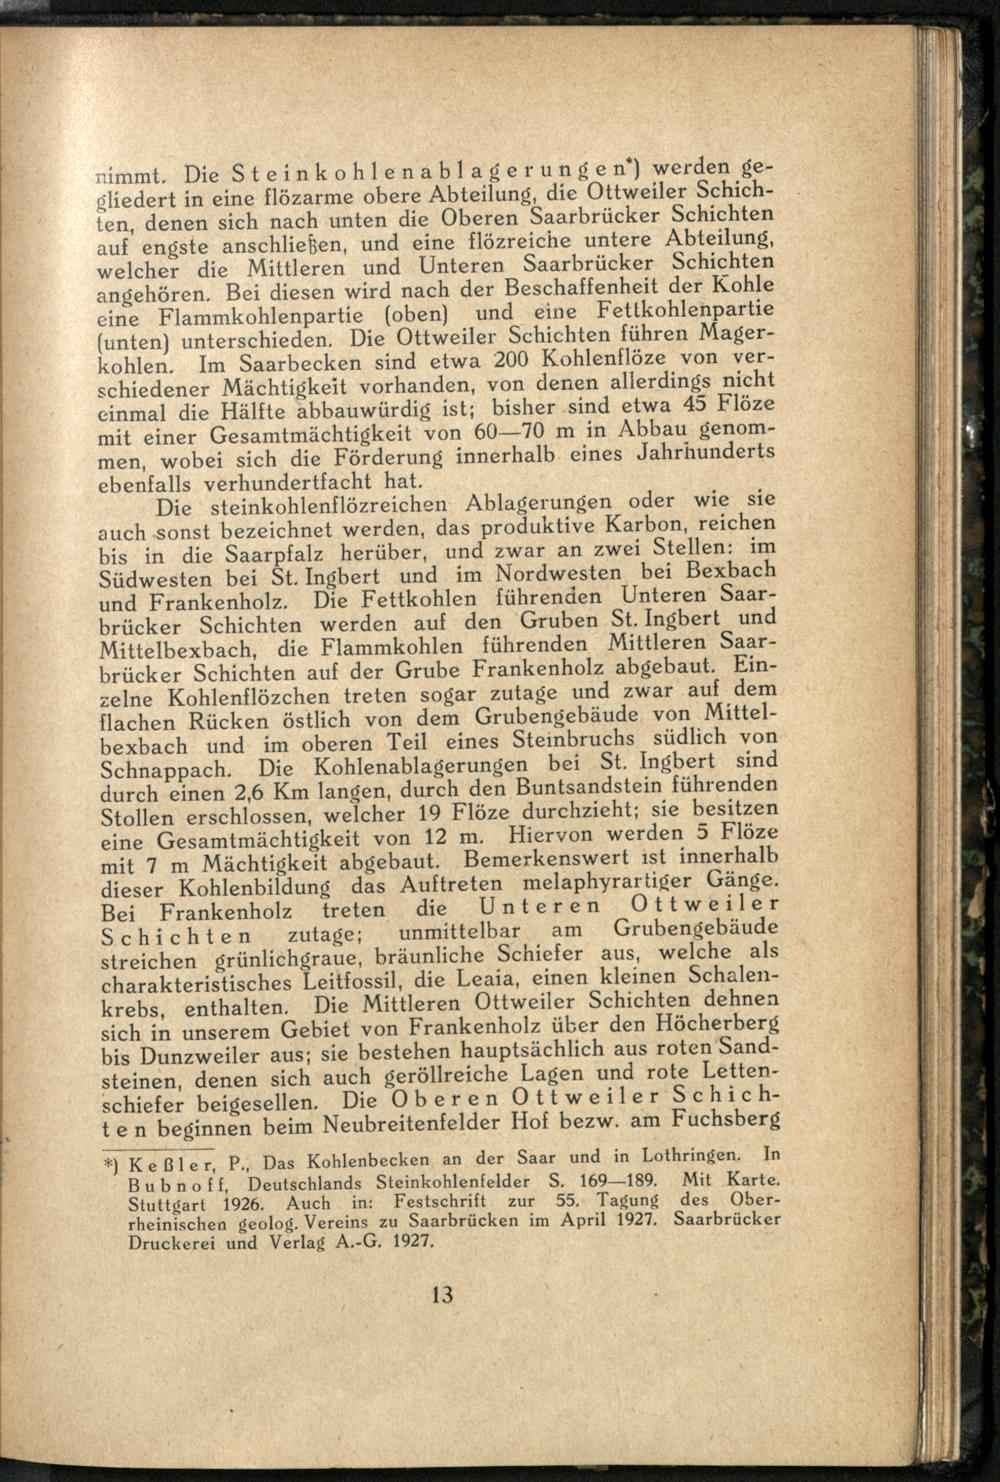 nimmt. Die Steinkohlenablagerungen*) werden ge-
gliedert in eine flözarme obere Abteilung, die Ottweiler Schich-
ten, denen sich nach unten die Oberen Saarbrücker Schichten
auf engste anschließen, und eine flözreiche untere Abteilung,
welcher die Mittleren und Unteren Saarbrücker Schichten
angehören. Bei diesen wird nach der Beschaffenheit der Kohle
eine Flammkohlenpartie (oben) und eine Fettkohlenpartie
(unten) unterschieden. Die Ottweiler Schichten führen Mager-
kohlen. Im Saarbecken sind etwa 200 Kohlenflöze von ver-
schiedener Mächtigkeit vorhanden, von denen allerdings nicht
einmal die Hälfte abbauwürdig ist; bisher sind etwa 45 Flöze
mit einer Gesamtmächtigkeit von 60—70 m in Abbau genom-
men, wobei sich die Förderung innerhalb eines Jahrhunderts
ebenfalls verhundertfacht hat.
Die steinkohlenflözreichen Ablagerungen oder wie sie
auch sonst bezeichnet werden, das produktive Karbon, reichen
bis in die Saarpfalz herüber, und zwar an zwei Stellen: im
Südwesten bei St. Ingbert und im Nordwesten bei Bexbach
und Frankenholz. Die Fettkohlen führenden Unteren Saar-
brücker Schichten werden auf den Gruben St. Ingbert und
Mittelbexbach, die Flammkohlen führenden Mittleren Saar-
brücker Schichten auf der Grube Frankenholz abgebaut. Ein-
zelne Kohlenflözchen treten sogar zutage und zwar auf dem
flachen Rücken östlich von dem Grubengebäude von Mittel-
bexbach und im oberen Teil eines Steinbruchs südlich von
Schnappach. Die Kohlenablagerungen bei St. Ingbert sind
durch einen 2,6 Km langen, durch den Buntsandstein führenden
Stollen erschlossen, welcher 19 Flöze durchzieht; sie besitzen
eine Gesamtmächtigkeit von 12 m. Hiervon werden 5 Flöze
mit 7 m Mächtigkeit abgebaut. Bemerkenswert ist innerhalb
dieser Kohlenbildung das Auftreten melaphyrartiger Gänge.
Bei Frankenholz treten die Unteren Ottweiler
Schichten zutage; unmittelbar am Grubengebäude
streichen grünlichgraue, bräunliche Schiefer aus, welche als
charakteristisches Leitfossil, die Leaia, einen kleinen Schalen-
krebs, enthalten. Die Mittleren Ottweiler Schichten dehnen
sich in unserem Gebiet von Frankenholz über den Höcherberg
bis Dunzweiler aus; sie bestehen hauptsächlich aus roten Sand-
steinen, denen sich auch geröllreiche Lagen und rote Letten-
schiefer beigesellen. Die Oberen Ottweiler Schich-
ten beginnen beim Neubreitenfelder Hof bezw. am Fuchsberg
*) Keßler, P., Das Kohlenbecken an der Saar und in Lothringen. In
Bubnoff, Deutschlands Steinkohlenfelder S. 169—189. Mit Karte.
Stuttgart 1926. Auch in: Festschrift zur 55. Tagung des Ober-
rheinischen geolog. Vereins zu Saarbrücken im April 1927. Saarbrücker
Druckerei und Verlag A.-G. 1927.
13